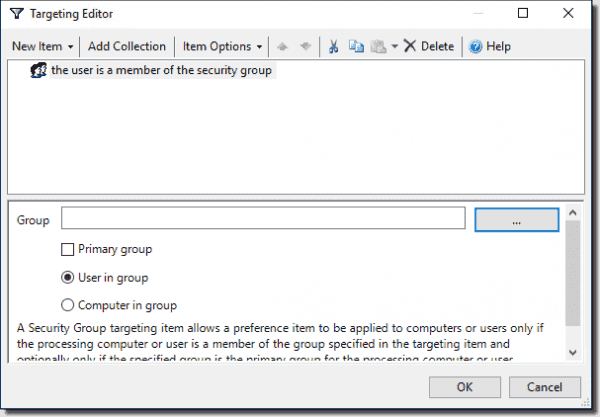 Targeting Editor
New Item Add Collection Item Options Delete Help
the user is a member of the security group
Group ...
Primary group
User in group
Computer in group
A Security Group targeting item allows a preference item to be applied to computers or users only if
the processing computer or user is a member of the group specified in the targeting item and
optionally only if the specified group is the primary group for the processing computer or user.
OK Cancel